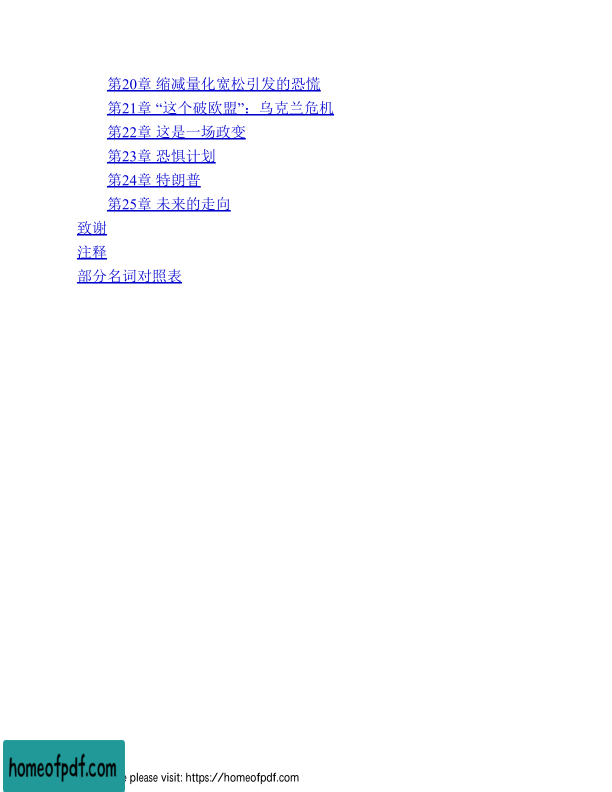 第20章 缩减量化宽松引发的恐慌
第21章 “这个破欧盟”：乌克兰危机
第22章 这是一场政变
第23章 恐惧计划
第24章 特朗普
第25章 未来的走向
致谢
注释
部分名词对照表
homeofpdf.com
please visit: https://homeofpdf.com